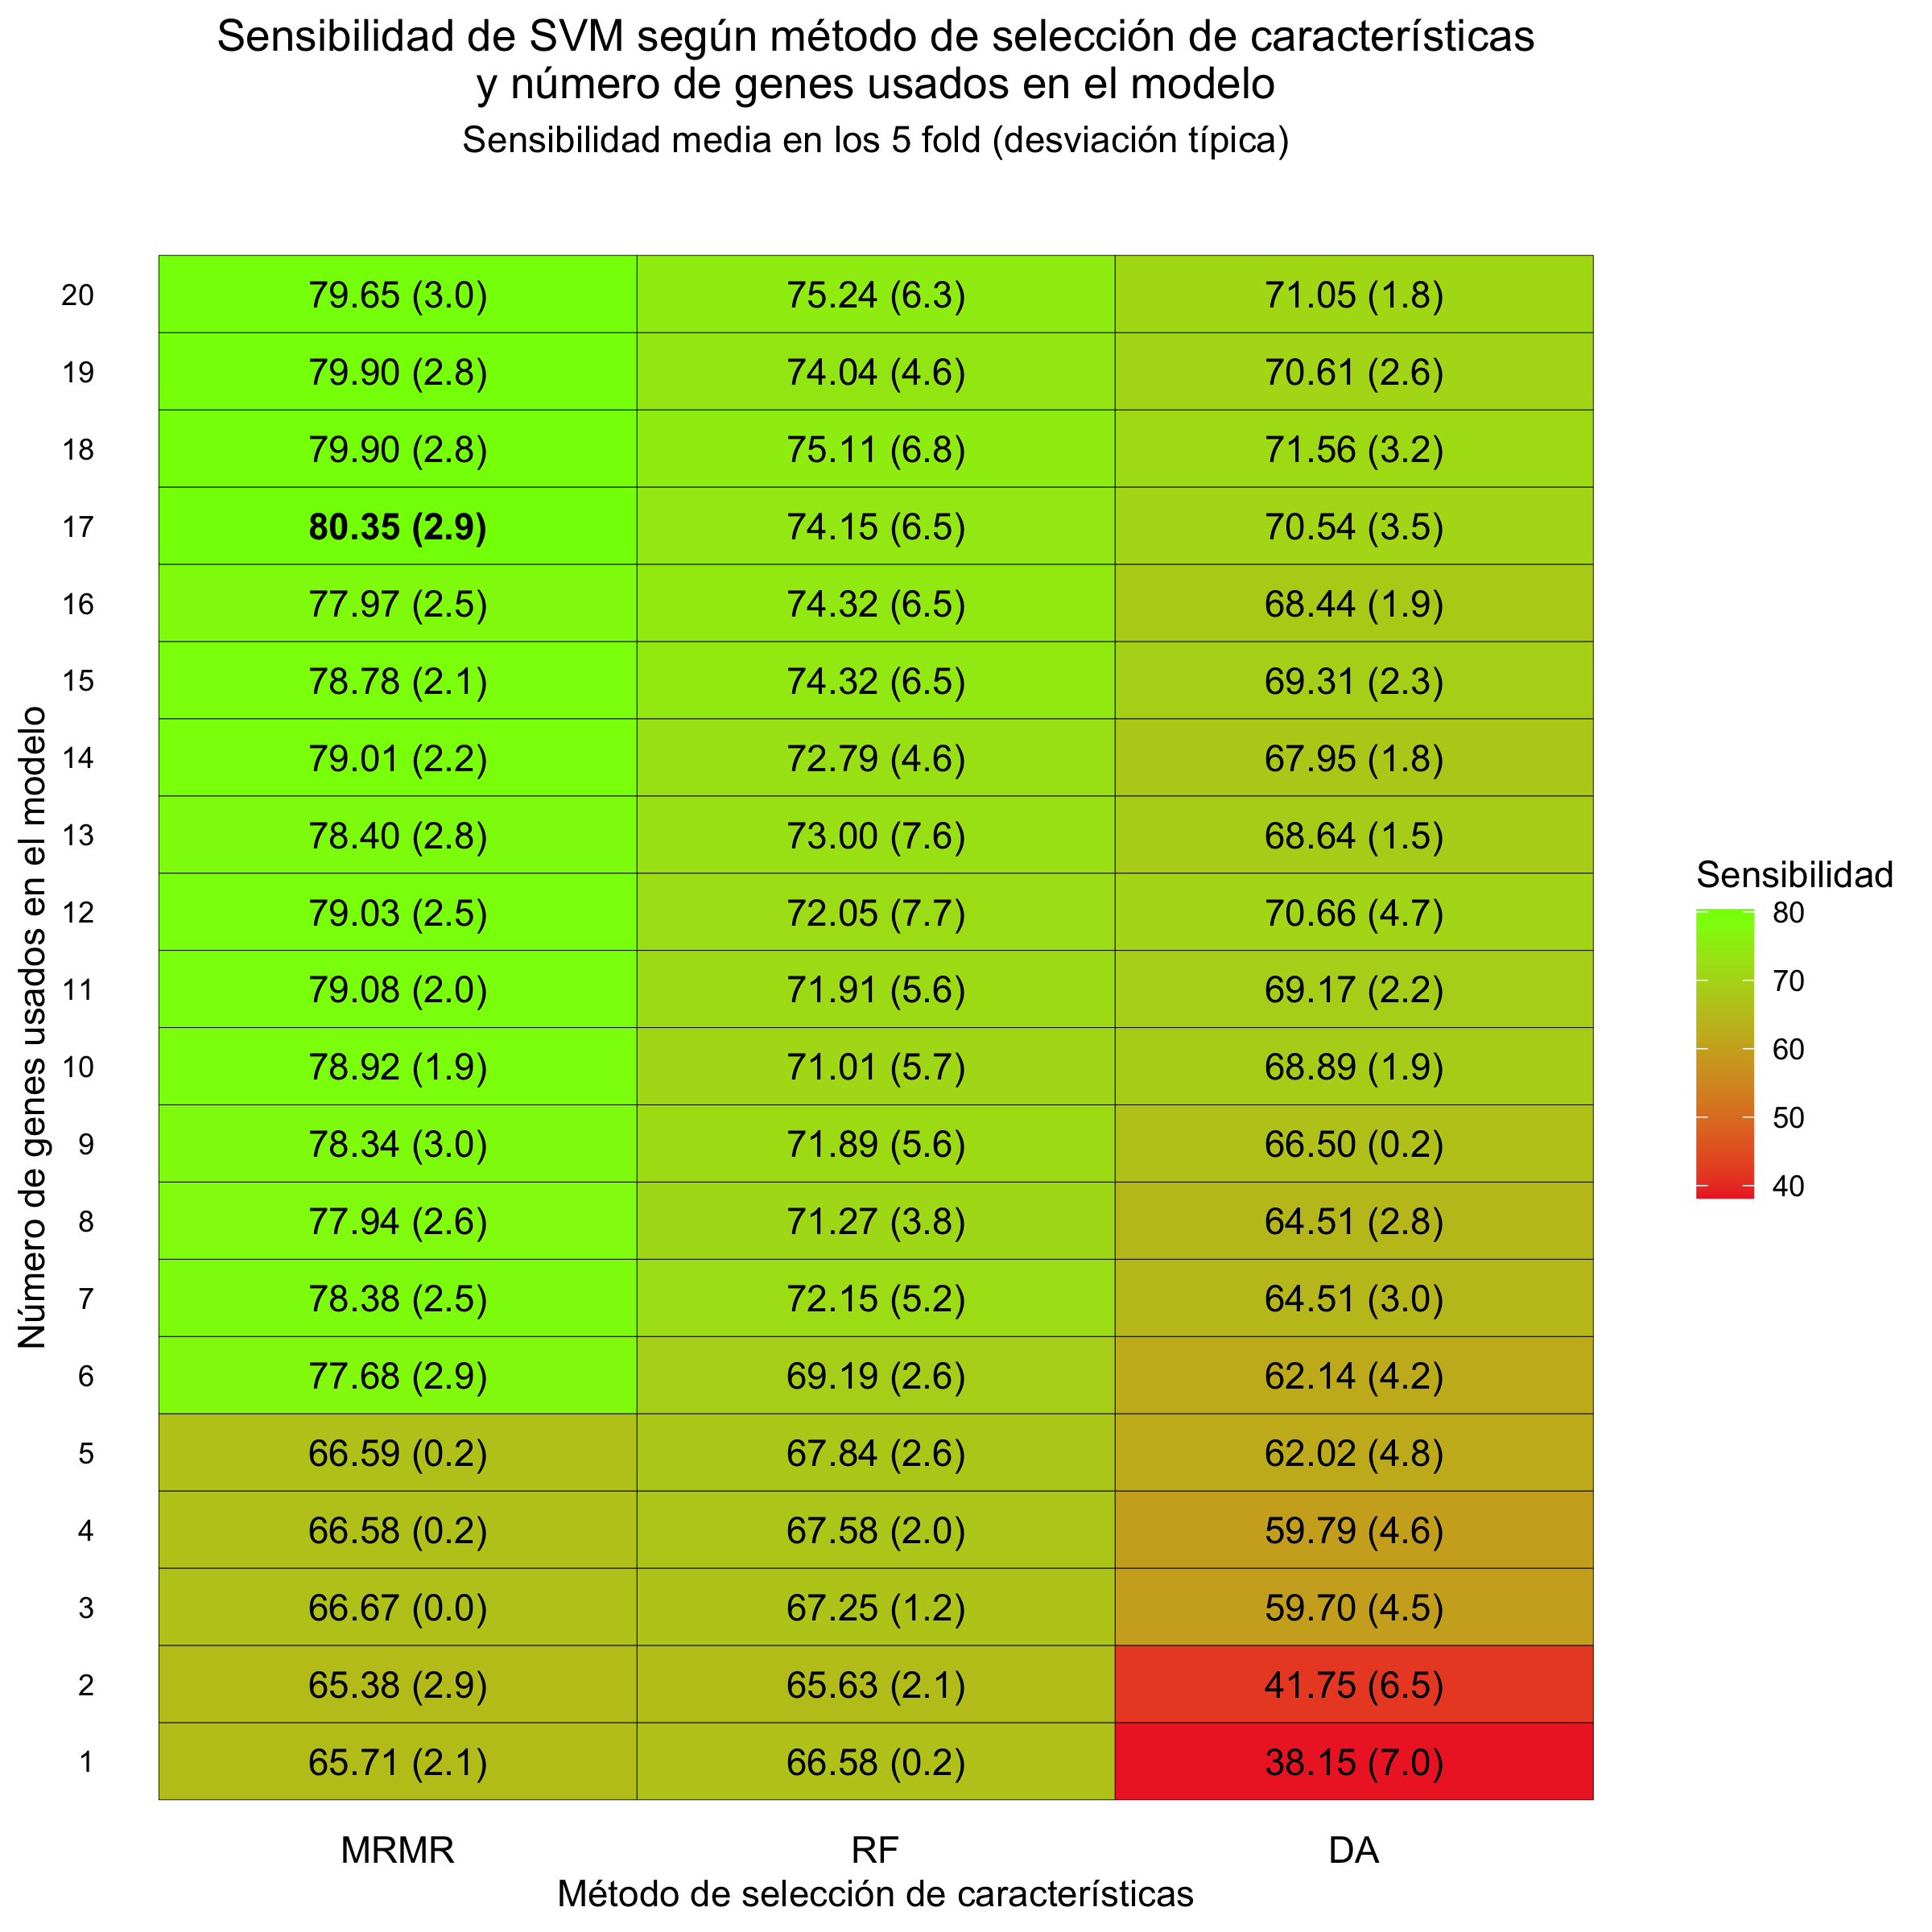 Sensibilidad de SVM según método de selección de características
y número de genes usados en el modelo
Sensibilidad media en los 5 fold (desviación típica)
20 79.65 (3.0) 75.24 (6.3) 71.05 (1.8)
19 79.90 (2.8) 74.04 (4.6) 70.61 (2.6)
18 79.90 (2.8) 75.11 (6.8) 71.56 (3.2)
17 80.35 (2.9) 74.15 (6.5) 70.54 (3.5)
16 77.97 (2.5) 74.32 (6.5) 68.44 (1.9)
15 78.78 (2.1) 74.32 (6.5) 69.31 (2.3)
14 79.01 (2.2) 72.79 (4.6) 67.95 (1.8)
13 78.40 (2.8) 73.00 (7.6) 68.64 (1.5)
12 79.03 (2.5) 72.05 (7.7) 70.66 (4.7)
11 79.08 (2.0) 71.91 (5.6) 69.17 (2.2)
10 78.92 (1.9) 71.01 (5.7) 68.89 (1.9)
9 78.34 (3.0) 71.89 (5.6) 66.50 (0.2)
8 77.94 (2.6) 71.27 (3.8) 64.51 (2.8)
7 78.38 (2.5) 72.15 (5.2) 64.51 (3.0)
6 77.68 (2.9) 69.19 (2.6) 62.14 (4.2)
5 66.59 (0.2) 67.84 (2.6) 62.02 (4.8)
4 66.58 (0.2) 67.58 (2.0) 59.79 (4.6)
3 66.67 (0.0) 67.25 (1.2) 59.70 (4.5)
2 65.38 (2.9) 65.63 (2.1) 41.75 (6.5)
1 65.71 (2.1) 66.58 (0.2) 38.15 (7.0)
MRMR RF DA
Método de selección de características
Número de genes usados en el modelo
Sensibilidad
80
70
60
50
40